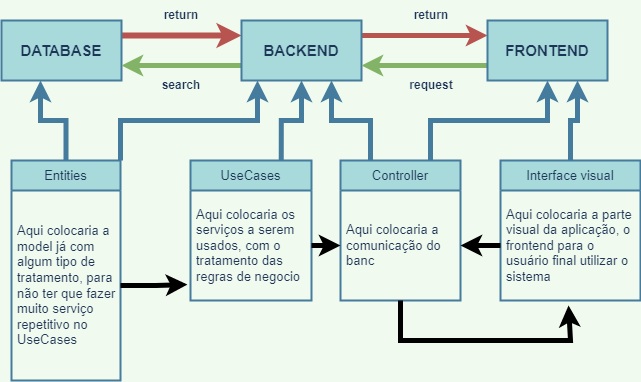 return
return
DATABASE
BACKEND
FRONTEND
search
request
Entities
Aqui colocaria a
model já com
algum tipo de
tratamento, para
não ter que fazer
muito serviço
repetitivo no
UseCases
UseCases
Aqui colocaria os
serviços a serem
usados, com o
tratamento das
regras de negocio
Controller
Aqui colocaria a
comunicação do
banc
Interface visual
Aqui colocaria a parte
visual da aplicação, o
frontend para o
usuário final utilizar o
sistema